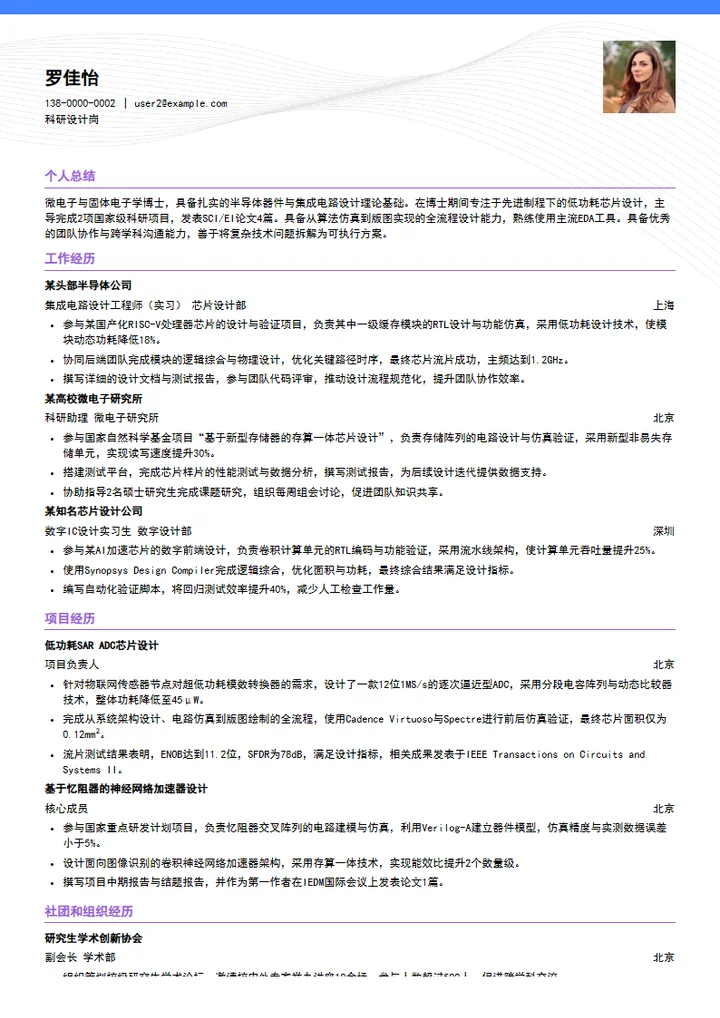 罗佳怡
138-0000-0002 | user2@example.com
科研设计岗
个人总结
微电子与固体电子学博士，具备扎实的半导体器件与集成电路设计理论基础。在博士期间专注于先进制程下的低功耗芯片设计，主
导完成2项国家级科研项目，发表SCI/EI论文4篇。具备从算法仿真到版图实现的全流程设计能力，熟练使用主流EDA工具。具备优秀
的团队协作与跨学科沟通能力，善于将复杂技术问题拆解为可执行方案。
工作经历
某头部半导体公司
集成电路设计工程师（实习） 芯片设计部 上海
• 参与某国产化RISC-V处理器芯片的设计与验证项目，负责其中一级缓存模块的RTL设计与功能仿真，采用低功耗设计技术，使模
块动态功耗降低18%。
• 协同后端团队完成模块的逻辑综合与物理设计，优化关键路径时序，最终芯片流片成功，主频达到1.2GHz。
• 撰写详细的设计文档与测试报告，参与团队代码评审，推动设计流程规范化，提升团队协作效率。
某高校微电子研究所
科研助理 微电子研究所 北京
• 参与国家自然科学基金项目“基于新型存储器的存算一体芯片设计”，负责存储阵列的电路设计与仿真验证，采用新型非易失存
储单元，实现读写速度提升30%。
• 搭建测试平台，完成芯片样片的性能测试与数据分析，撰写测试报告，为后续设计迭代提供数据支持。
• 协助指导2名硕士研究生完成课题研究，组织每周组会讨论，促进团队知识共享。
某知名芯片设计公司
数字IC设计实习生 数字设计部 深圳
• 参与某AI加速芯片的数字前端设计，负责卷积计算单元的RTL编码与功能验证，采用流水线架构，使计算单元吞吐量提升25%。
• 使用Synopsys Design Compiler完成逻辑综合，优化面积与功耗，最终综合结果满足设计指标。
• 编写自动化验证脚本，将回归测试效率提升40%，减少人工检查工作量。
项目经历
低功耗SAR ADC芯片设计
项目负责人 北京
• 针对物联网传感器节点对超低功耗模数转换器的需求，设计了一款12位1MS/s的逐次逼近型ADC，采用分段电容阵列与动态比较器
技术，整体功耗降低至45μW。
• 完成从系统架构设计、电路仿真到版图绘制的全流程，使用Cadence Virtuoso与Spectre进行前后仿真验证，最终芯片面积仅为
0.12mm²。
• 流片测试结果表明，ENOB达到11.2位，SFDR为78dB，满足设计指标，相关成果发表于IEEE Transactions on Circuits and
Systems II。
基于忆阻器的神经网络加速器设计
核心成员 北京
• 参与国家重点研发计划项目，负责忆阻器交叉阵列的电路建模与仿真，利用Verilog-A建立器件模型，仿真精度与实测数据误差
小于5%。
• 设计面向图像识别的卷积神经网络加速器架构，采用存算一体技术，实现能效比提升2个数量级。
• 撰写项目中期报告与结题报告，并作为第一作者在IEDM国际会议上发表论文1篇。
社团和组织经历
研究生学术创新协会
副会长 学术部 北京